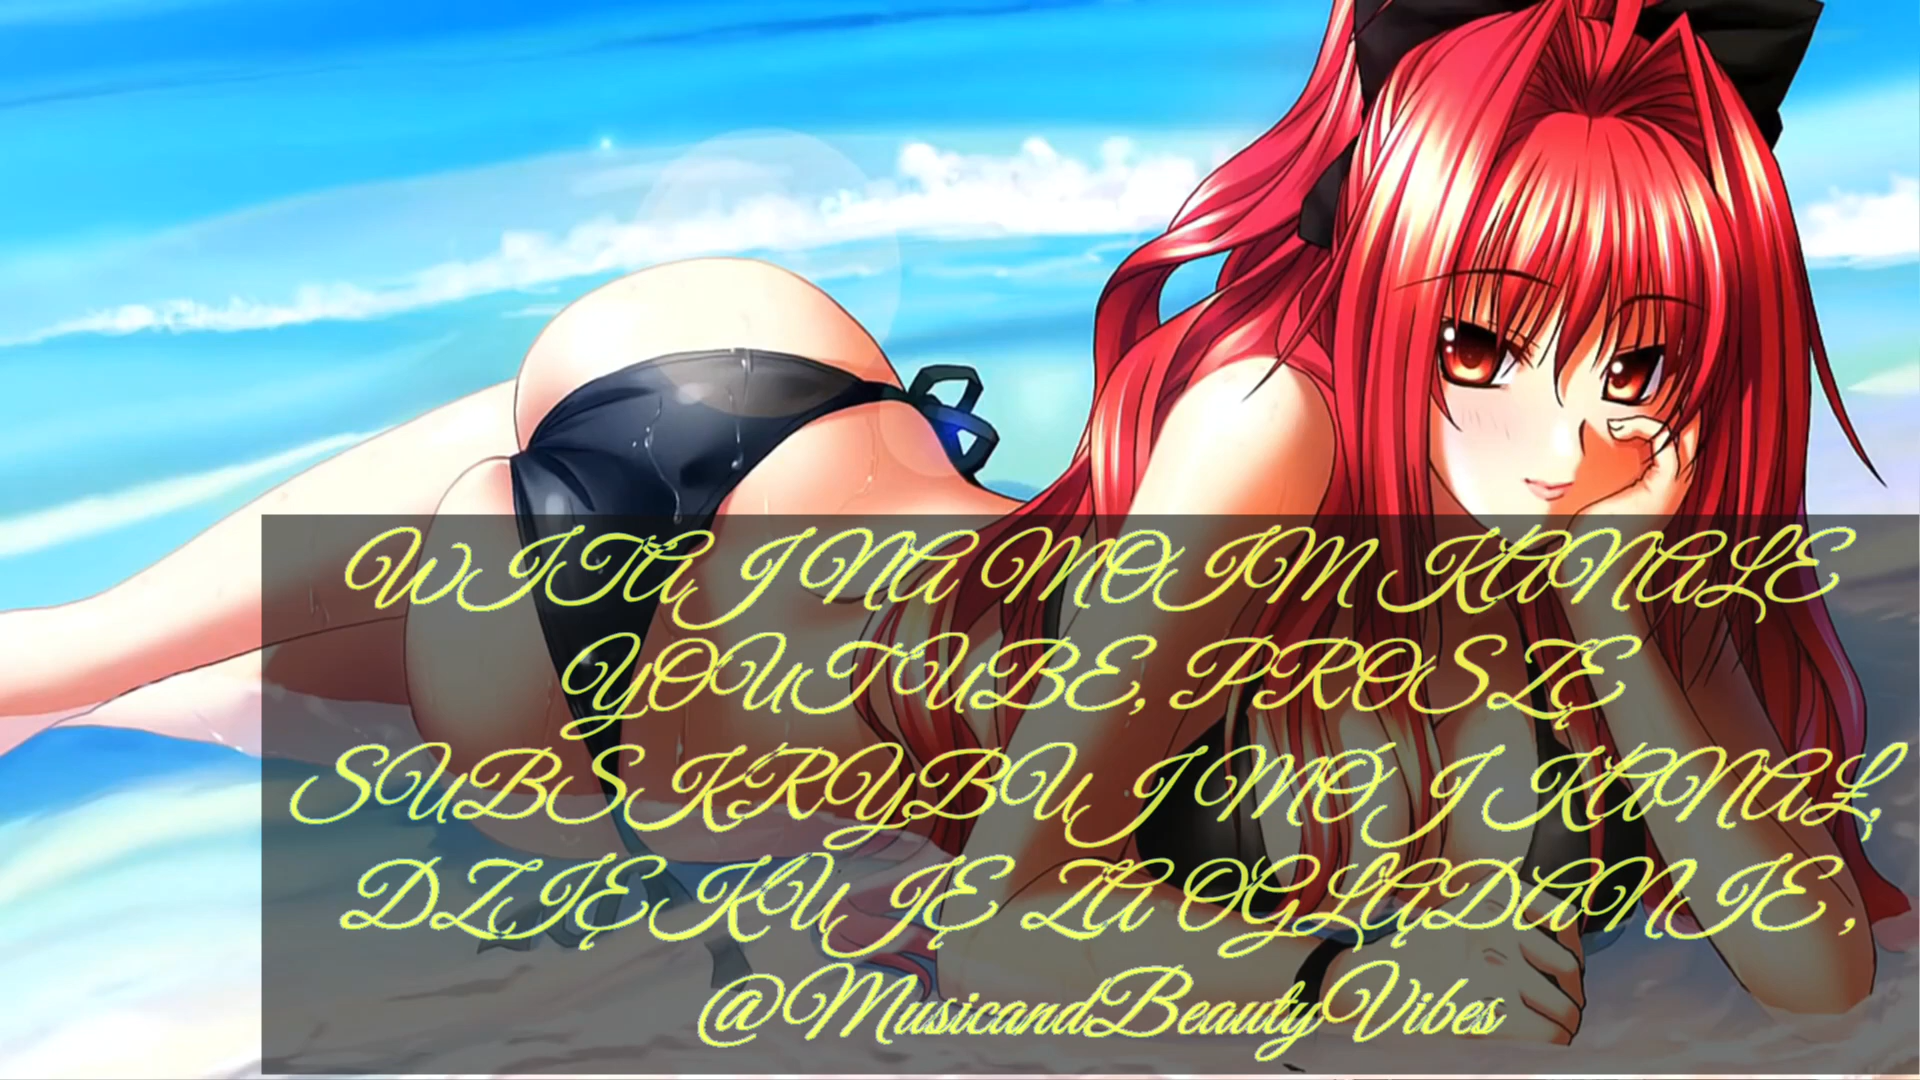 WITAJ NA MOIM KANALE
YOUTUBE, PROSZĘ
SUBSKRYBUJ MÓJ KANAŁ,
DZIĘKUJĘ ZA OGLĄDANIE,
@MusicandBeautyVibes